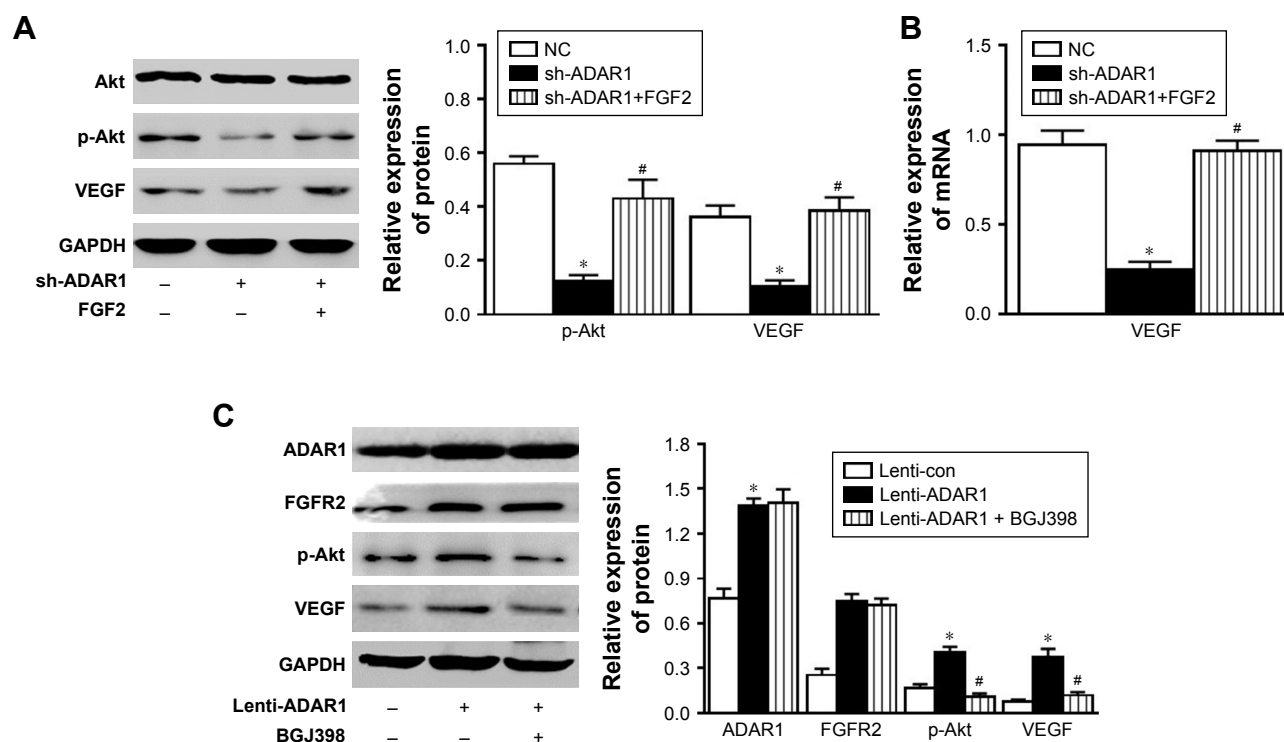 A
Akt
p-Akt
VEGF
GAPDH
sh-ADAR1 – + +
FGF2 – – +
Relative expression
of protein
1.0
0.8
0.6
0.4
0.2
0.0
NC
sh-ADAR1
sh-ADAR1+FGF2
* # * #
p-Akt VEGF
B
Relative expression
of mRNA
1.5
1.0
0.5
0.0
NC
sh-ADAR1
sh-ADAR1+FGF2
* #
VEGF
C
ADAR1
FGFR2
p-Akt
VEGF
GAPDH
Lenti-ADAR1 – + +
BGJ398 – – +
Relative expression
of protein
1.8
1.5
1.2
0.9
0.6
0.3
0.0
Lenti-con
Lenti-ADAR1
Lenti-ADAR1 + BGJ398
* * # * #
ADAR1 FGFR2 p-Akt VEGF